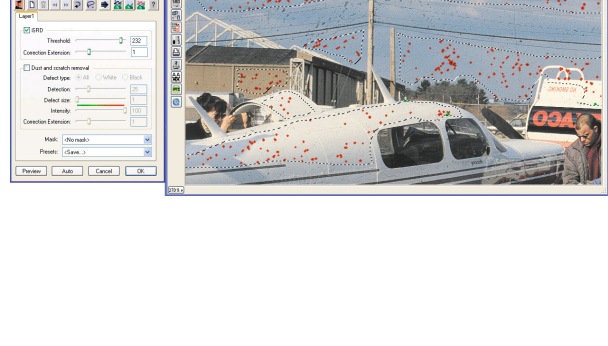 Layer1
iSRD
Threshold: 232
Correction Extension: 1
Dust and scratch removal
Defect type: All White Black
Detection: 25
Defect size: 1
Intensity: 100
Correction Extension:
Mask: <No mask>
Presets: <Save...>
Preview Auto Cancel OK